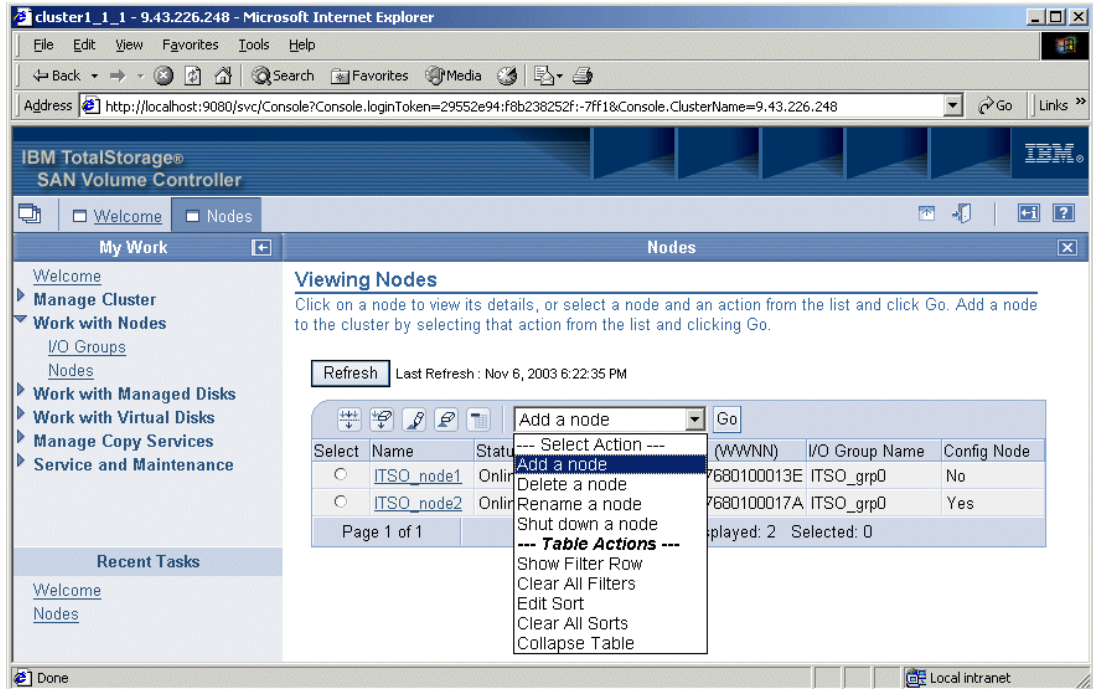 cluster1_1_1 - 9.43.226.248 - Microsoft Internet Explorer
File Edit View Favorites Tools Help
Back Search Favorites Media
Address http://localhost:9080/svc/Console?Console.loginToken=29552e94:f8b238252f:-7ff1&Console.ClusterName=9.43.226.248 Go Links »
IBM TotalStorage®
SAN Volume Controller
IBM®
Welcome Nodes
My Work
Nodes
Welcome
Manage Cluster
Work with Nodes
I/O Groups
Nodes
Work with Managed Disks
Work with Virtual Disks
Manage Copy Services
Service and Maintenance
Recent Tasks
Welcome
Nodes
Viewing Nodes
Click on a node to view its details, or select a node and an action from the list and click Go. Add a node
to the cluster by selecting that action from the list and clicking Go.
Refresh Last Refresh : Nov 6, 2003 6:22:35 PM
Add a node Go
Select Name Statu (WWNN) I/O Group Name Config Node
ITSO_node1 Onlin 7680100013E ITSO_grp0 No
ITSO_node2 Onlin 7680100017A ITSO_grp0 Yes
Page 1 of 1 splayed: 2 Selected: 0
--- Select Action ---
Add a node
Delete a node
Rename a node
Shut down a node
--- Table Actions ---
Show Filter Row
Clear All Filters
Edit Sort
Clear All Sorts
Collapse Table
Done
Local intranet